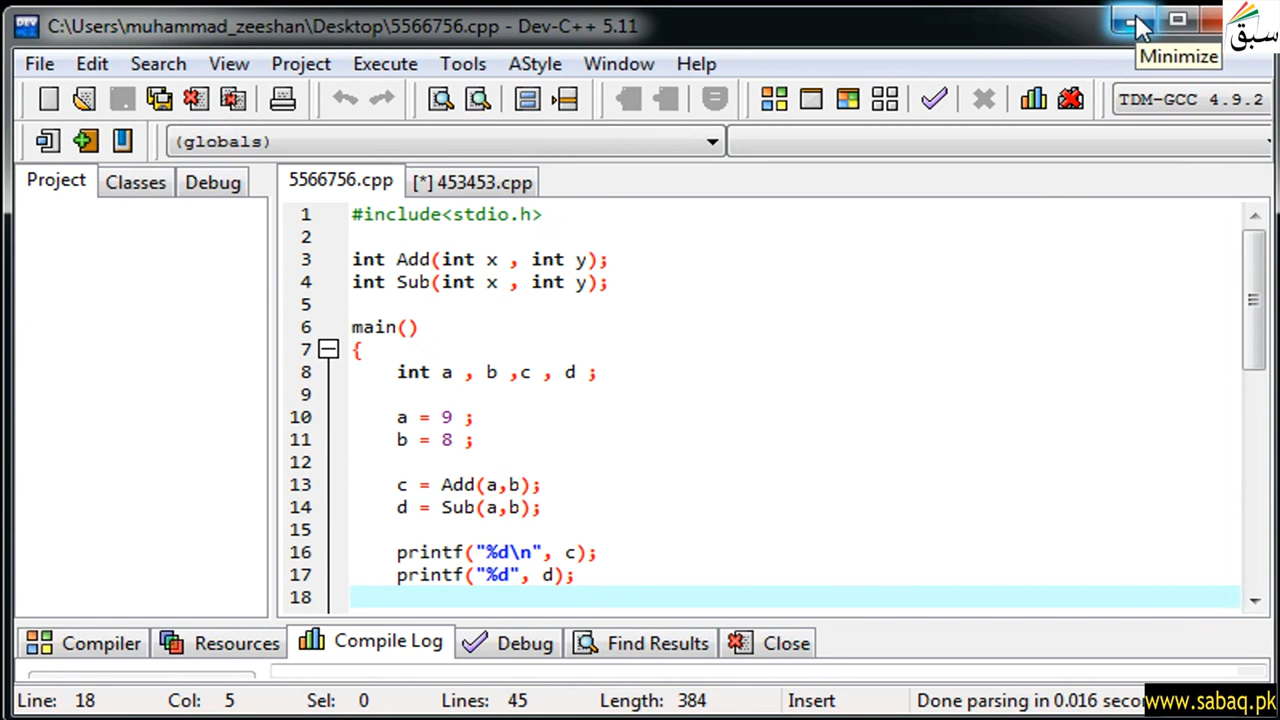 C:\Users\muhammad_zeeshan\Desktop\5566756.cpp - Dev-C++ 5.11
سبق
Minimize
File Edit Search View Project Execute Tools AStyle Window Help
TDM-GCC 4.9.2
(globals)
Project Classes Debug 5566756.cpp [*] 453453.cpp
1 #include<stdio.h>
2
3 int Add(int x , int y);
4 int Sub(int x , int y);
5
6 main()
7 {
8 int a , b ,c , d ;
9
10 a = 9 ;
11 b = 8 ;
12
13 c = Add(a,b);
14 d = Sub(a,b);
15
16 printf("%d\n", c);
17 printf("%d", d);
18
Compiler Resources Compile Log Debug Find Results Close
Line: 18 Col: 5 Sel: 0 Lines: 45 Length: 384 Insert Done parsing in 0.016 seco
www.sabaq.pk